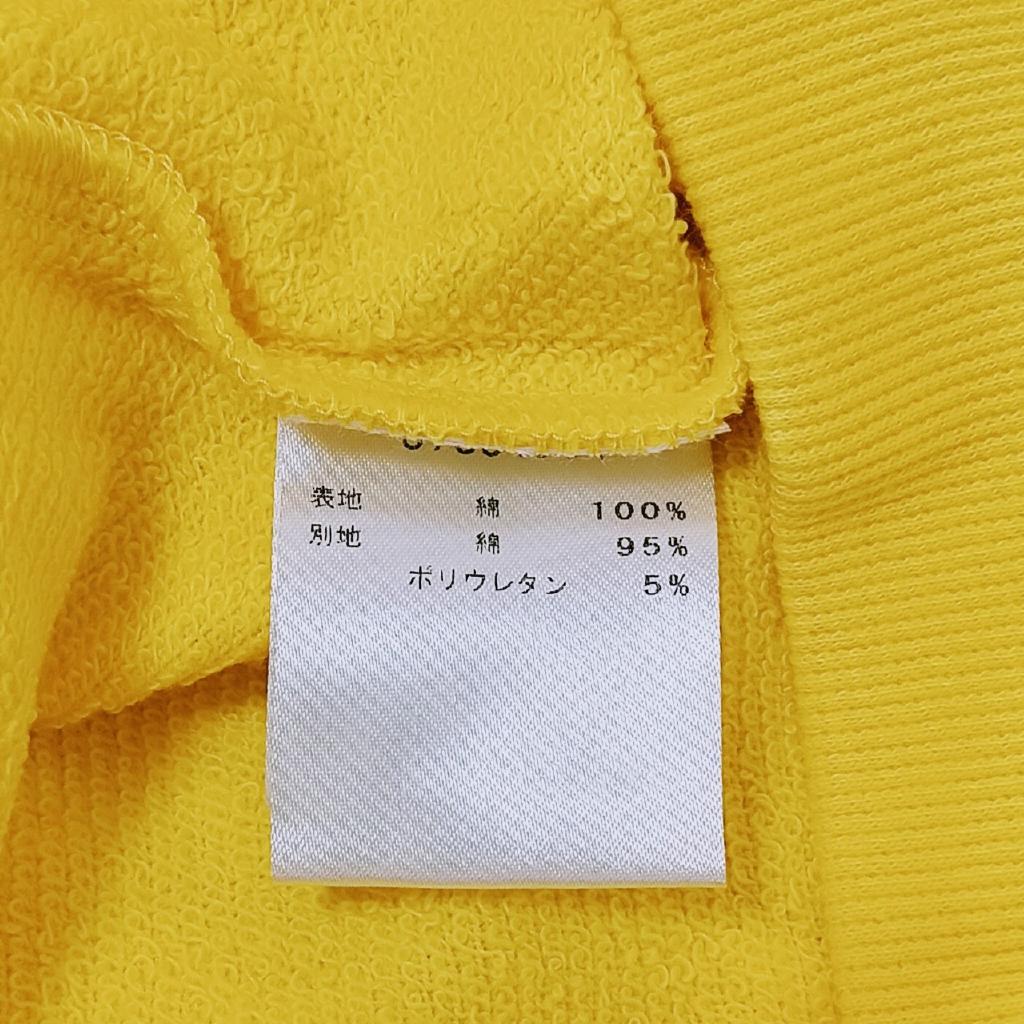 表地 綿 100%
別地 綿 95%
ポリウレタン 5%